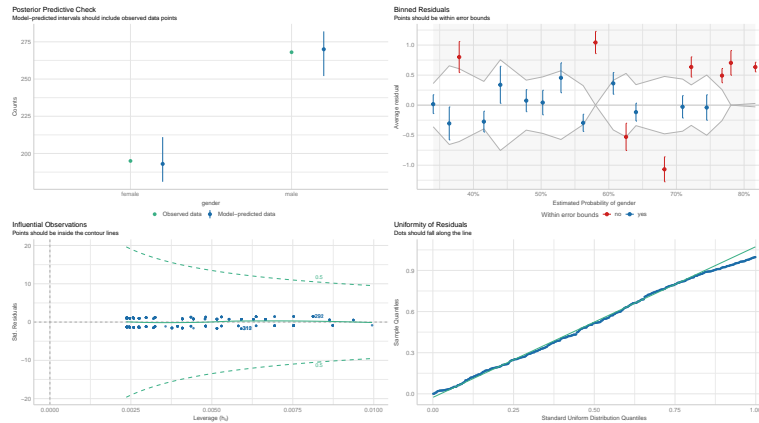 Posterior Predictive Check
Model-predicted intervals should include observed data points
275
250
225
200
Counts
female
male
gender
Observed data
Model-predicted data
Binned Residuals
Points should be within error bounds
1.0
0.5
0.0
-0.5
-1.0
Average residual
40%
50%
60%
70%
80%
Estimated Probability of gender
Within error bounds
no
yes
Influential Observations
Points should be inside the contour lines
20
10
0
-10
-20
Std. Residuals
0.5
0.5
0.0000
0.0025
0.0050
0.0075
0.0100
Leverage (hᵢᵢ)
Uniformity of Residuals
Dots should fall along the line
0.9
0.6
0.3
0.0
Sample Quantiles
0.00
0.25
0.50
0.75
1.00
Standard Uniform Distribution Quantiles